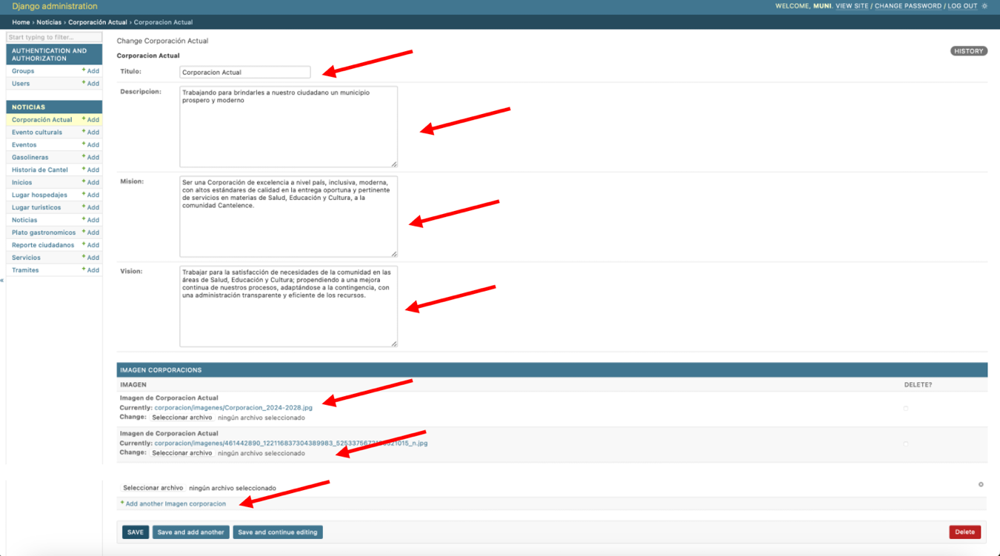 Django administration
WELCOME, MUNI. VIEW SITE / CHANGE PASSWORD / LOG OUT
Home › Noticias › Corporación Actual › Corporacion Actual
Start typing to filter...
AUTHENTICATION AND
AUTHORIZATION
Groups + Add
Users + Add
NOTICIAS
Corporación Actual + Add
Evento culturals + Add
Eventos + Add
Gasolineras + Add
Historia de Cantel + Add
Inicios + Add
Lugar hospedajes + Add
Lugar turisticos + Add
Noticias + Add
Plato gastronomicos + Add
Reporte ciudadanos + Add
Servicios + Add
Tramites + Add
«
Change Corporación Actual
HISTORY
Corporacion Actual
Titulo: Corporacion Actual
Descripcion: Trabajando para brindarles a nuestro ciudadano un municipio
prospero y moderno
Mision: Ser una Corporación de excelencia a nivel país, inclusiva, moderna,
con altos estándares de calidad en la entrega oportuna y pertinente
de servicios en materias de Salud, Educación y Cultura, a la
comunidad Cantelence.
Vision: Trabajar para la satisfacción de necesidades de la comunidad en las
áreas de Salud, Educación y Cultura; propendiendo a una mejora
continua de nuestros procesos, adaptándose a la contingencia, con
una administración transparente y eficiente de los recursos.
IMAGEN CORPORACIONS
IMAGEN DELETE?
Imagen de Corporacion Actual
Currently: corporacion/imagenes/Corporacion_2024-2028.jpg
Change: Seleccionar archivo ningún archivo seleccionado
Imagen de Corporacion Actual
Currently:
Change: Seleccionar archivo ningún archivo seleccionado
Seleccionar archivo ningún archivo seleccionado
+ Add another Imagen corporacion
SAVE Save and add another Save and continue editing Delete